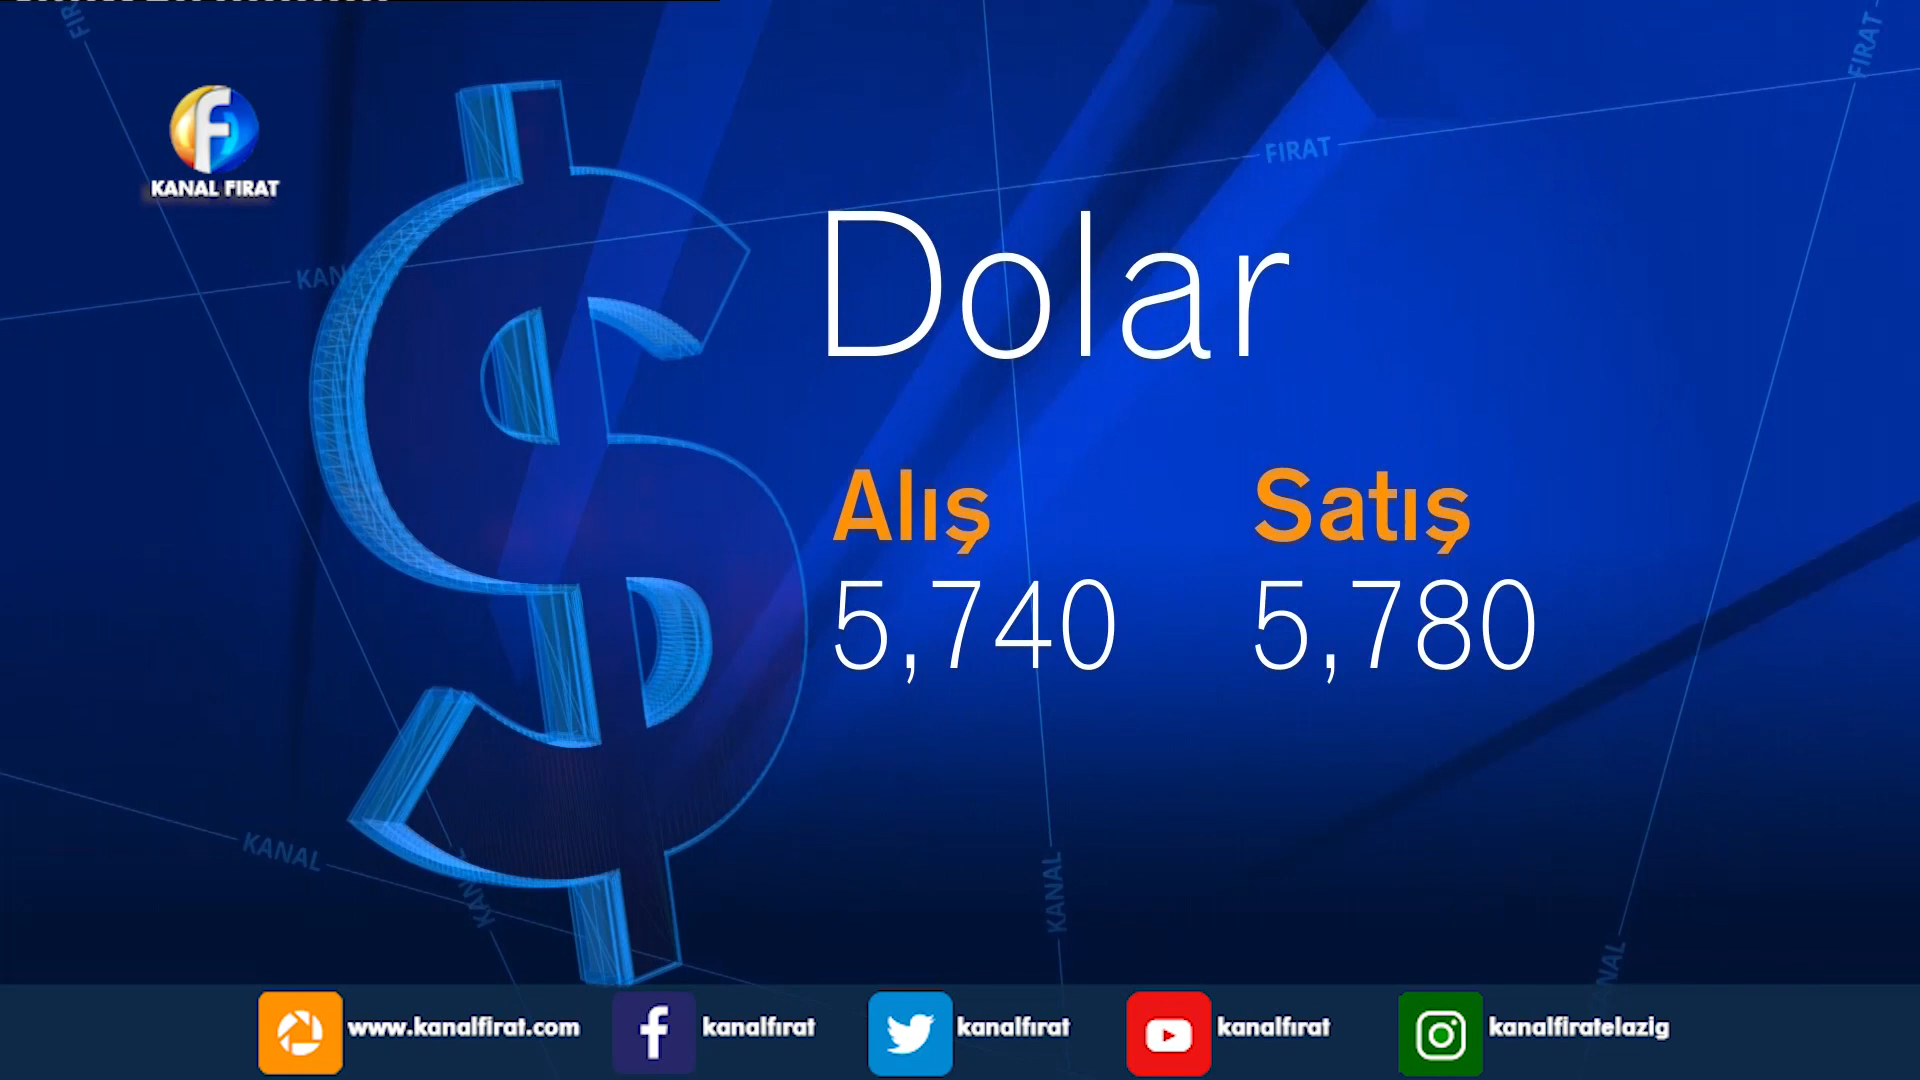 KANAL FIRAT
FIRAT
FIRAT
Dolar
Alış Satış
5,740 5,780
KANAL
KANAL
KANAL
www.kanalfirat.com kanalfırat kanalfırat kanalfırat kanalfiratelazig